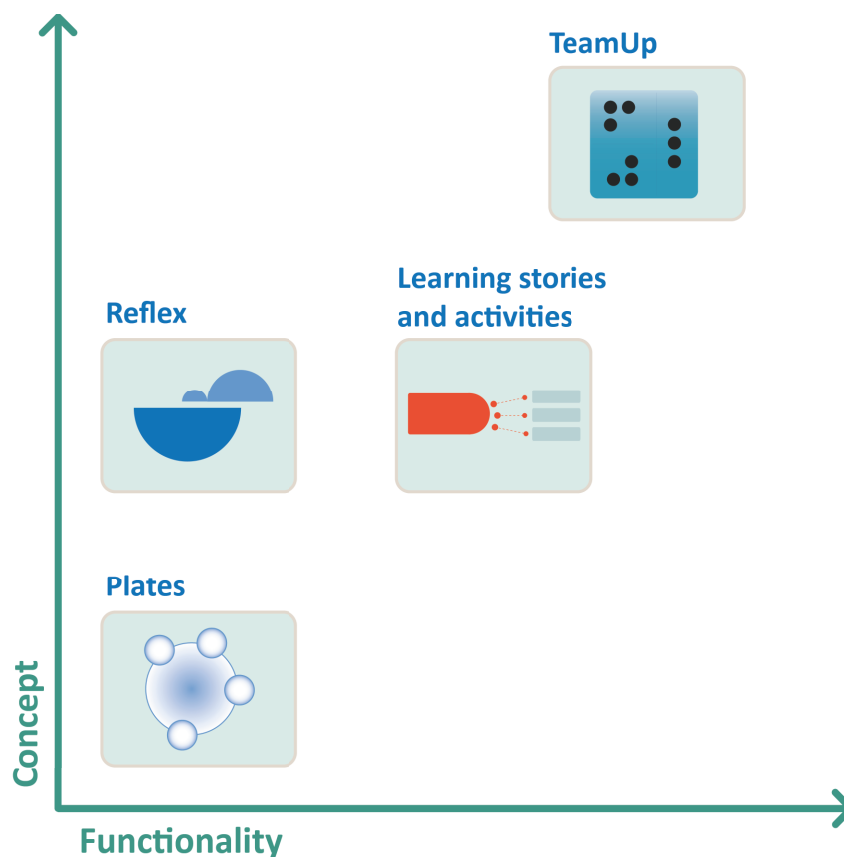 TeamUp
Learning stories
and activities
Reflex
Plates
Concept
Functionality